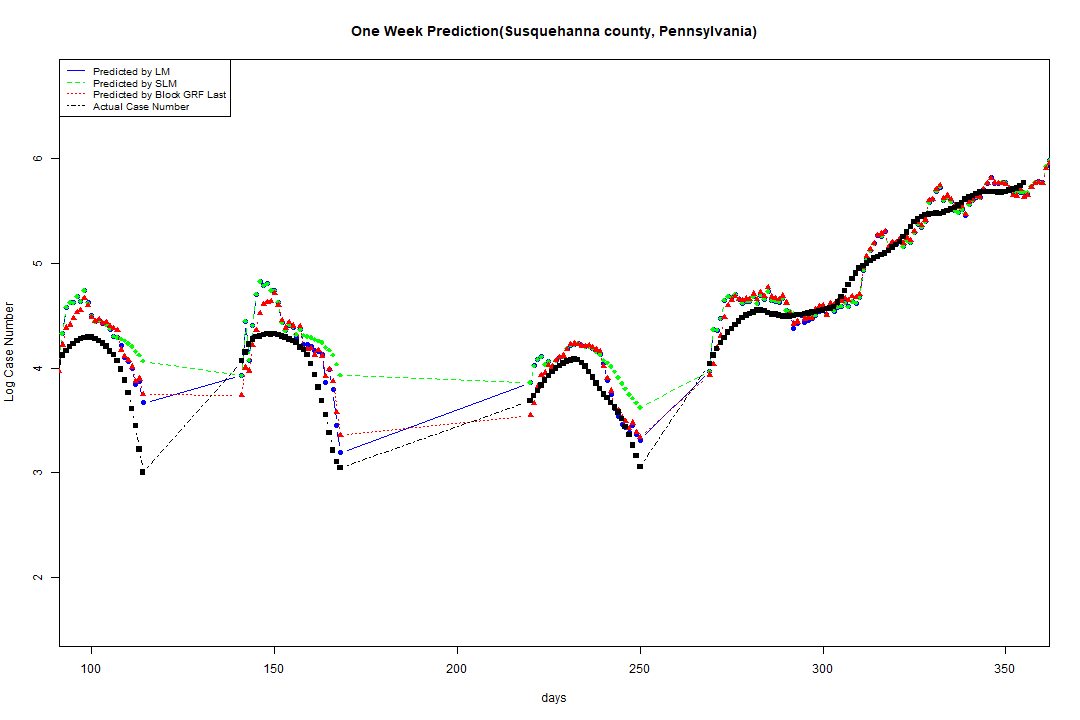 One Week Prediction(Susquehanna county, Pennsylvania)
Predicted by LM
Predicted by SLM
Predicted by Block GRF Last
Actual Case Number
Log Case Number
6
5
4
3
2
100 150 200 250 300 350
days